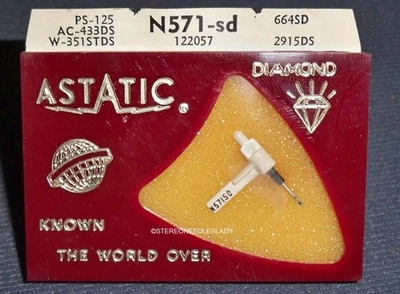 PS-125
AC-433DS
W-351STDS
N571-sd
122057
664SD
2915DS
ASTATIC®
DIAMOND
N571SD
©STEREONEEDLESLADY
KNOWN
THE WORLD OVER